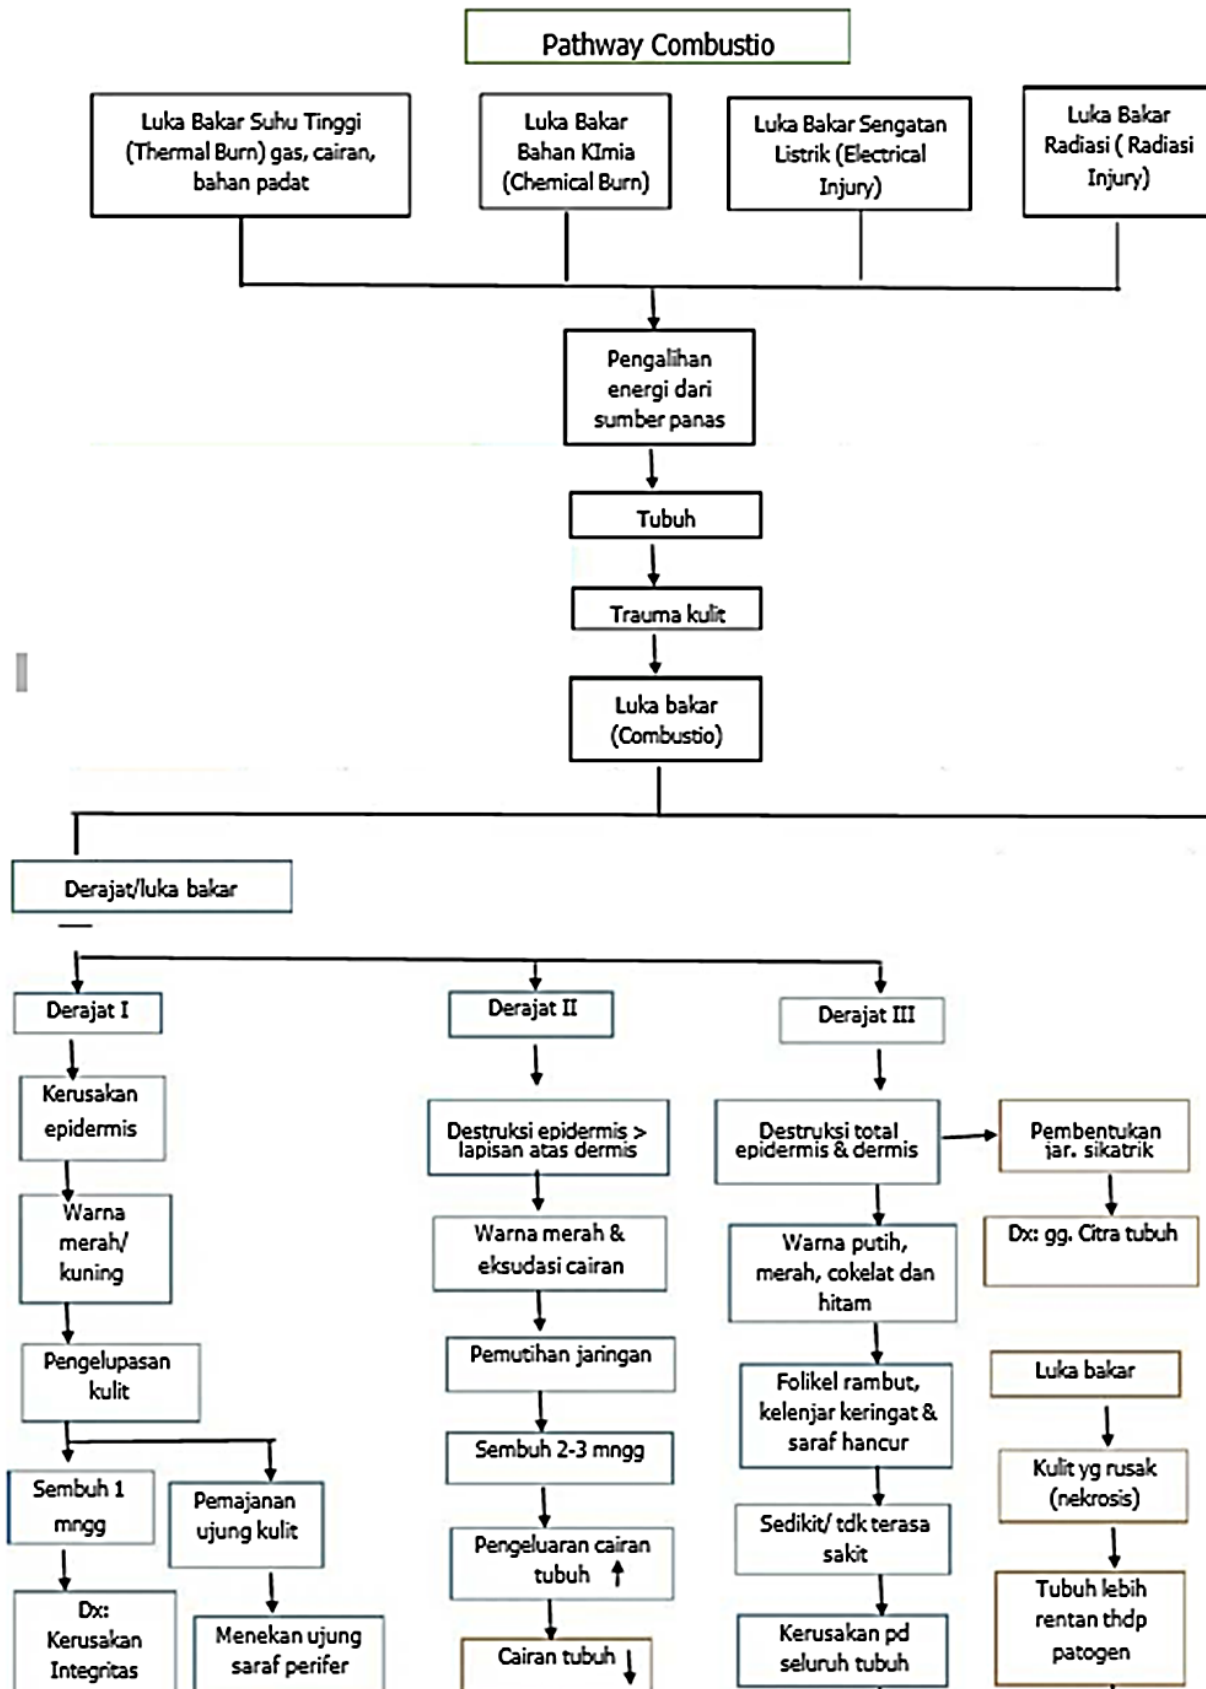 Pathway Combustio
Luka Bakar Suhu Tinggi
(Thermal Burn) gas, cairan,
bahan padat
Luka Bakar
Bahan KImia
(Chemical Burn)
Luka Bakar Sengatan
Listrik (Electrical
Injury)
Luka Bakar
Radiasi ( Radiasi
Injury)
Pengalihan
energi dari
sumber panas
Tubuh
Trauma kulit
Luka bakar
(Combustio)
Derajat/luka bakar
Derajat I
Derajat II
Derajat III
Kerusakan
epidermis
Destruksi epidermis >
lapisan atas dermis
Destruksi total
epidermis & dermis
Pembentukan
jar. sikatrik
Warna
merah/
kuning
Warna merah &
eksudasi cairan
Warna putih,
merah, cokelat dan
hitam
Dx: gg. Citra tubuh
Pengelupasan
kulit
Pemutihan jaringan
Folikel rambut,
kelenjar keringat &
saraf hancur
Luka bakar
Sembuh 1
mngg
Pemajanan
ujung kulit
Sembuh 2-3 mngg
Sedikit/ tdk terasa
sakit
Kulit yg rusak
(nekrosis)
Dx:
Kerusakan
Integritas
Menekan ujung
saraf perifer
Pengeluaran cairan
tubuh ↑
Cairan tubuh ↓
Kerusakan pd
seluruh tubuh
Tubuh lebih
rentan thdp
patogen